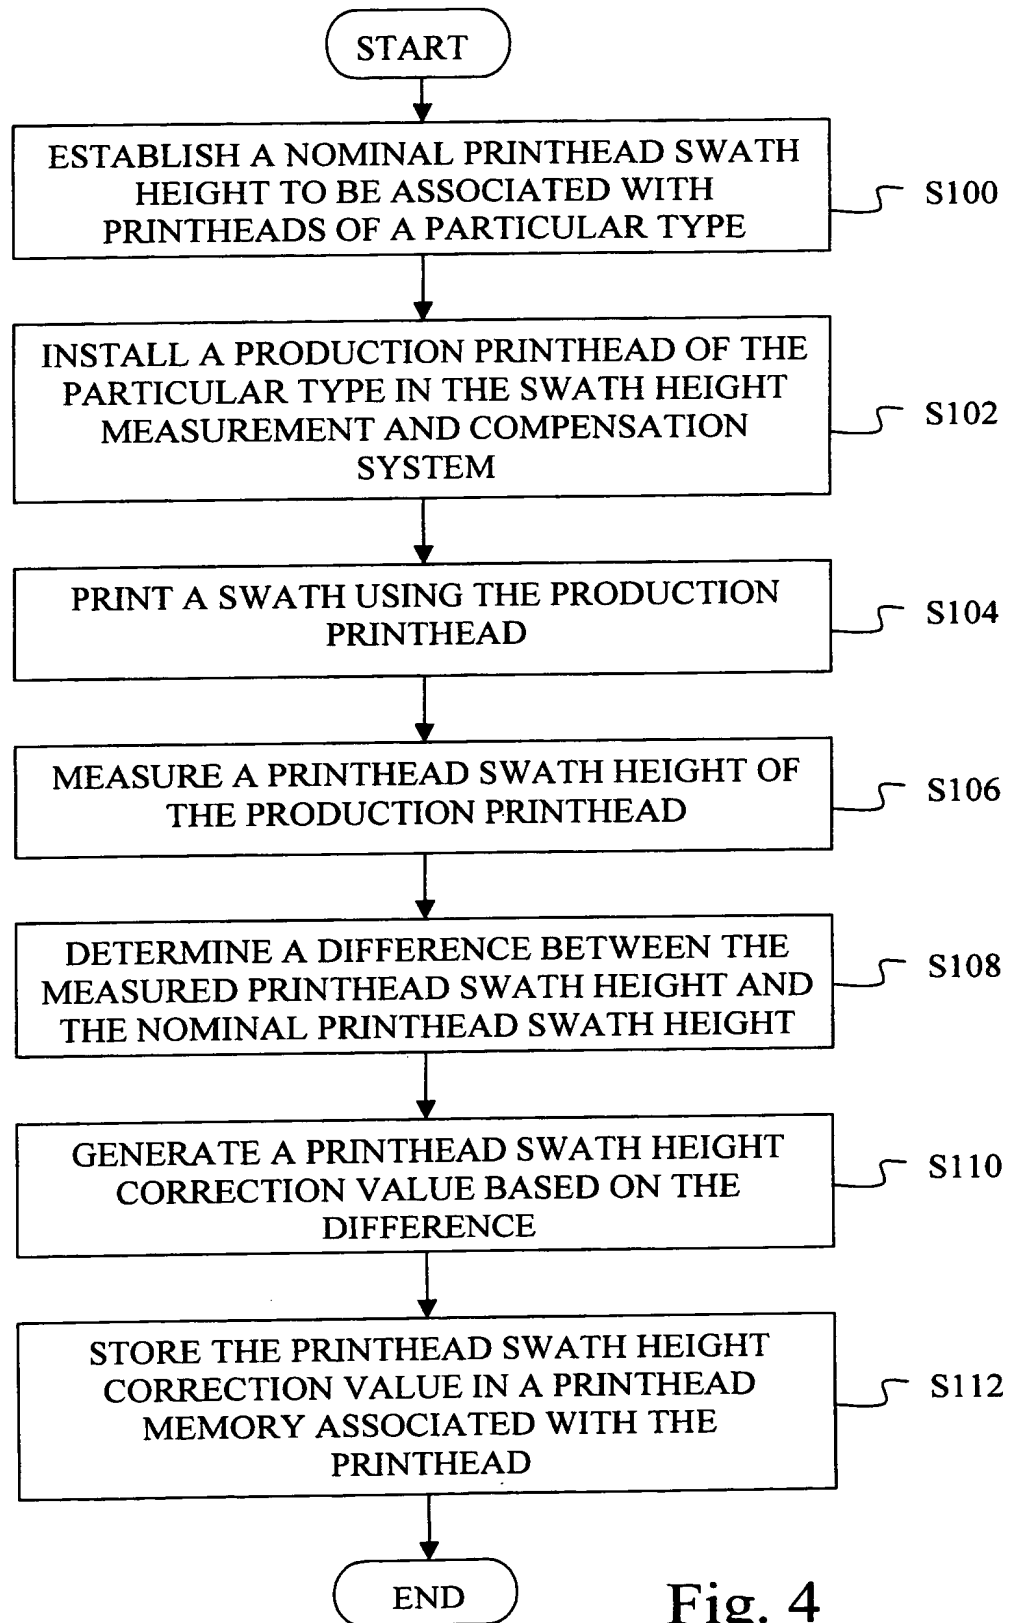 START
ESTABLISH A NOMINAL PRINTHEAD SWATH
HEIGHT TO BE ASSOCIATED WITH
PRINTHEADS OF A PARTICULAR TYPE
S100
INSTALL A PRODUCTION PRINTHEAD OF THE
PARTICULAR TYPE IN THE SWATH HEIGHT
MEASUREMENT AND COMPENSATION
SYSTEM
S102
PRINT A SWATH USING THE PRODUCTION
PRINTHEAD
S104
MEASURE A PRINTHEAD SWATH HEIGHT OF
THE PRODUCTION PRINTHEAD
S106
DETERMINE A DIFFERENCE BETWEEN THE
MEASURED PRINTHEAD SWATH HEIGHT AND
THE NOMINAL PRINTHEAD SWATH HEIGHT
S108
GENERATE A PRINTHEAD SWATH HEIGHT
CORRECTION VALUE BASED ON THE
DIFFERENCE
S110
STORE THE PRINTHEAD SWATH HEIGHT
CORRECTION VALUE IN A PRINTHEAD
MEMORY ASSOCIATED WITH THE
PRINTHEAD
S112
END
Fig. 4